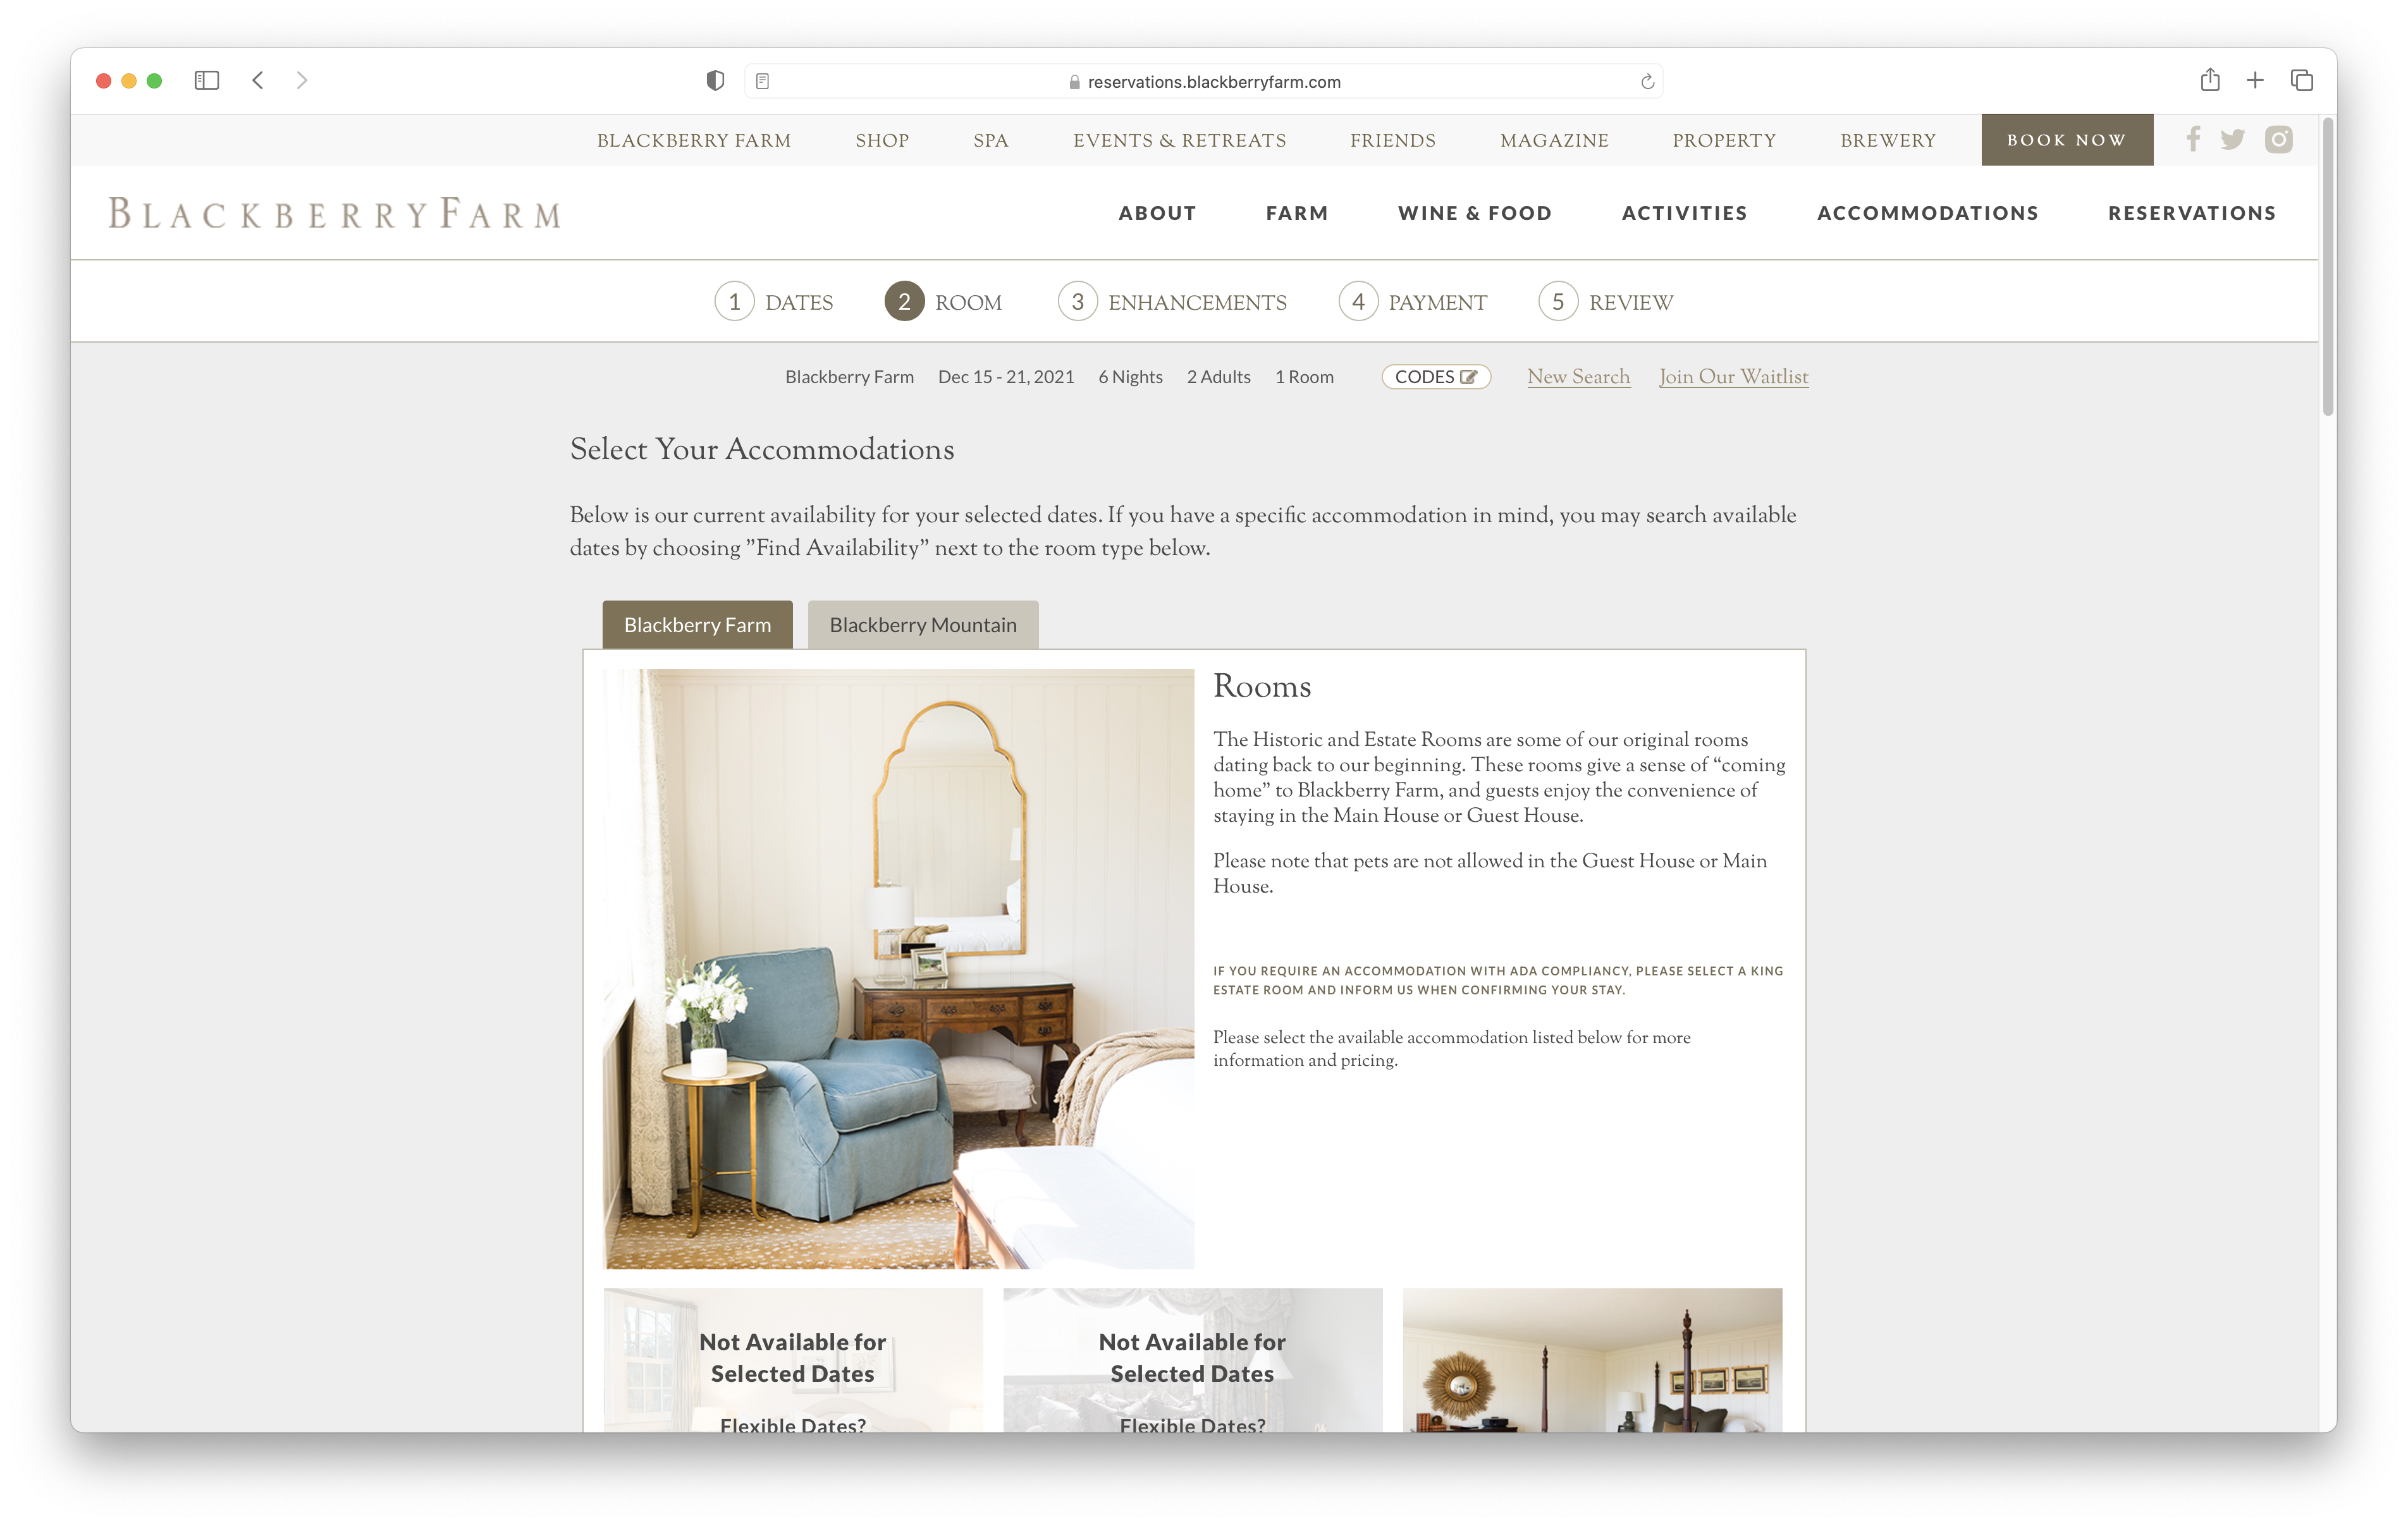 reservations.blackberryfarm.com
BLACKBERRY FARM SHOP SPA EVENTS & RETREATS FRIENDS MAGAZINE PROPERTY BREWERY BOOK NOW
BLACKBERRY FARM
ABOUT FARM WINE & FOOD ACTIVITIES ACCOMMODATIONS RESERVATIONS
1 DATES 2 ROOM 3 ENHANCEMENTS 4 PAYMENT 5 REVIEW
Blackberry Farm Dec 15 - 21, 2021 6 Nights 2 Adults 1 Room CODES New Search Join Our Waitlist
Select Your Accommodations
Below is our current availability for your selected dates. If you have a specific accommodation in mind, you may search available
dates by choosing ”Find Availability” next to the room type below.
Blackberry Farm Blackberry Mountain
Rooms
The Historic and Estate Rooms are some of our original rooms
dating back to our beginning. These rooms give a sense of “coming
home” to Blackberry Farm, and guests enjoy the convenience of
staying in the Main House or Guest House.
Please note that pets are not allowed in the Guest House or Main
House.
IF YOU REQUIRE AN ACCOMMODATION WITH ADA COMPLIANCY, PLEASE SELECT A KING
ESTATE ROOM AND INFORM US WHEN CONFIRMING YOUR STAY.
Please select the available accommodation listed below for more
information and pricing.
Not Available for
Selected Dates
Flexible Dates?
Not Available for
Selected Dates
Flexible Dates?